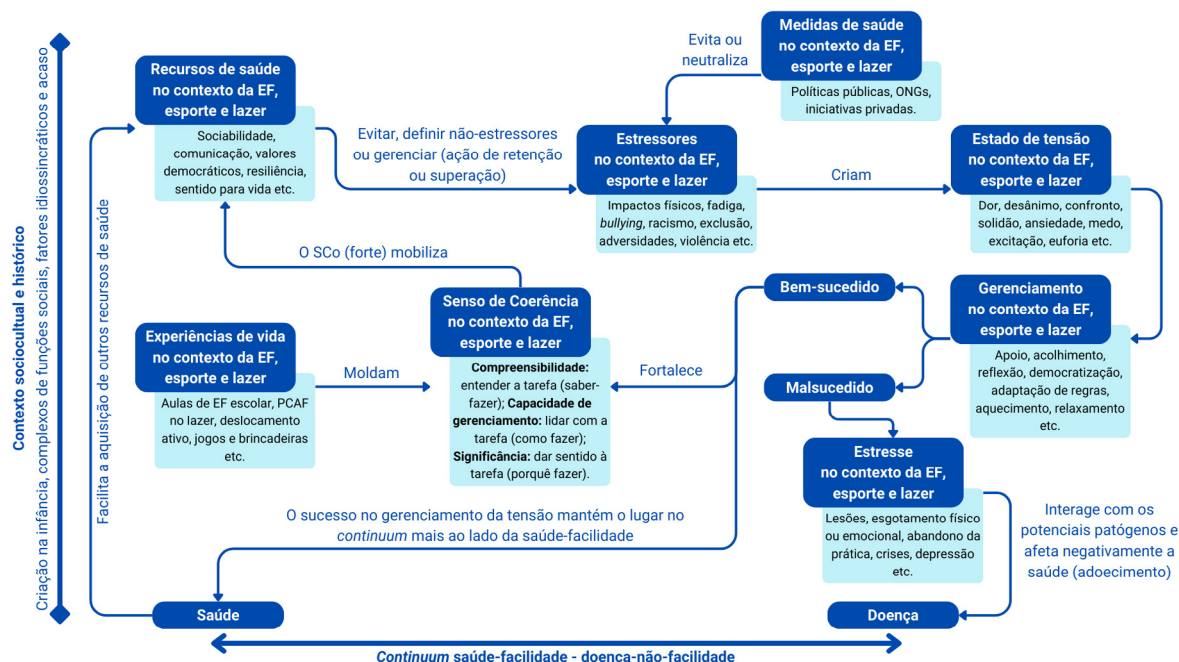 Contexto sociocultural e histórico
Criação na infância, complexos de funções sociais, fatores idiossincráticos e acaso
Facilita a aquisição de outros recursos de saúde
Recursos de saúde
no contexto da EF,
esporte e lazer
Sociabilidade,
comunicação, valores
democráticos, resiliência,
sentido para vida etc.
Evitar, definir não-estressores
ou gerenciar (ação de retenção
ou superação)
Evita ou
neutraliza
Medidas de saúde
no contexto da EF,
esporte e lazer
Políticas públicas, ONGs,
iniciativas privadas.
Estressores
no contexto da EF,
esporte e lazer
Impactos físicos, fadiga,
bullying, racismo, exclusão,
adversidades, violência etc.
Criam
Estado de tensão
no contexto da EF,
esporte e lazer
Dor, desânimo, confronto,
solidão, ansiedade, medo,
excitação, euforia etc.
O SCo (forte) mobiliza
Experiências de vida
no contexto da EF,
esporte e lazer
Aulas de EF escolar, PCAF
no lazer, deslocamento
ativo, jogos e brincadeiras
etc.
Moldam
Senso de Coerência
no contexto da EF,
esporte e lazer
Compreensibilidade:
entender a tarefa (saber-
fazer); Capacidade de
gerenciamento: lidar com a
tarefa (como fazer);
Significância: dar sentido à
tarefa (porquê fazer).
Fortalece
Bem-sucedido
Malsucedido
Gerenciamento
no contexto da EF,
esporte e lazer
Apoio, acolhimento,
reflexão, democratização,
adaptação de regras,
aquecimento, relaxamento
etc.
Estresse
no contexto da EF,
esporte e lazer
Lesões, esgotamento físico
ou emocional, abandono da
prática, crises, depressão
etc.
Interage com os
potenciais patógenos e
afeta negativamente a
saúde (adoecimento)
O sucesso no gerenciamento da tensão mantém o lugar no
continuum mais ao lado da saúde-facilidade
Saúde
Doença
Continuum saúde-facilidade - doença-não-facilidade